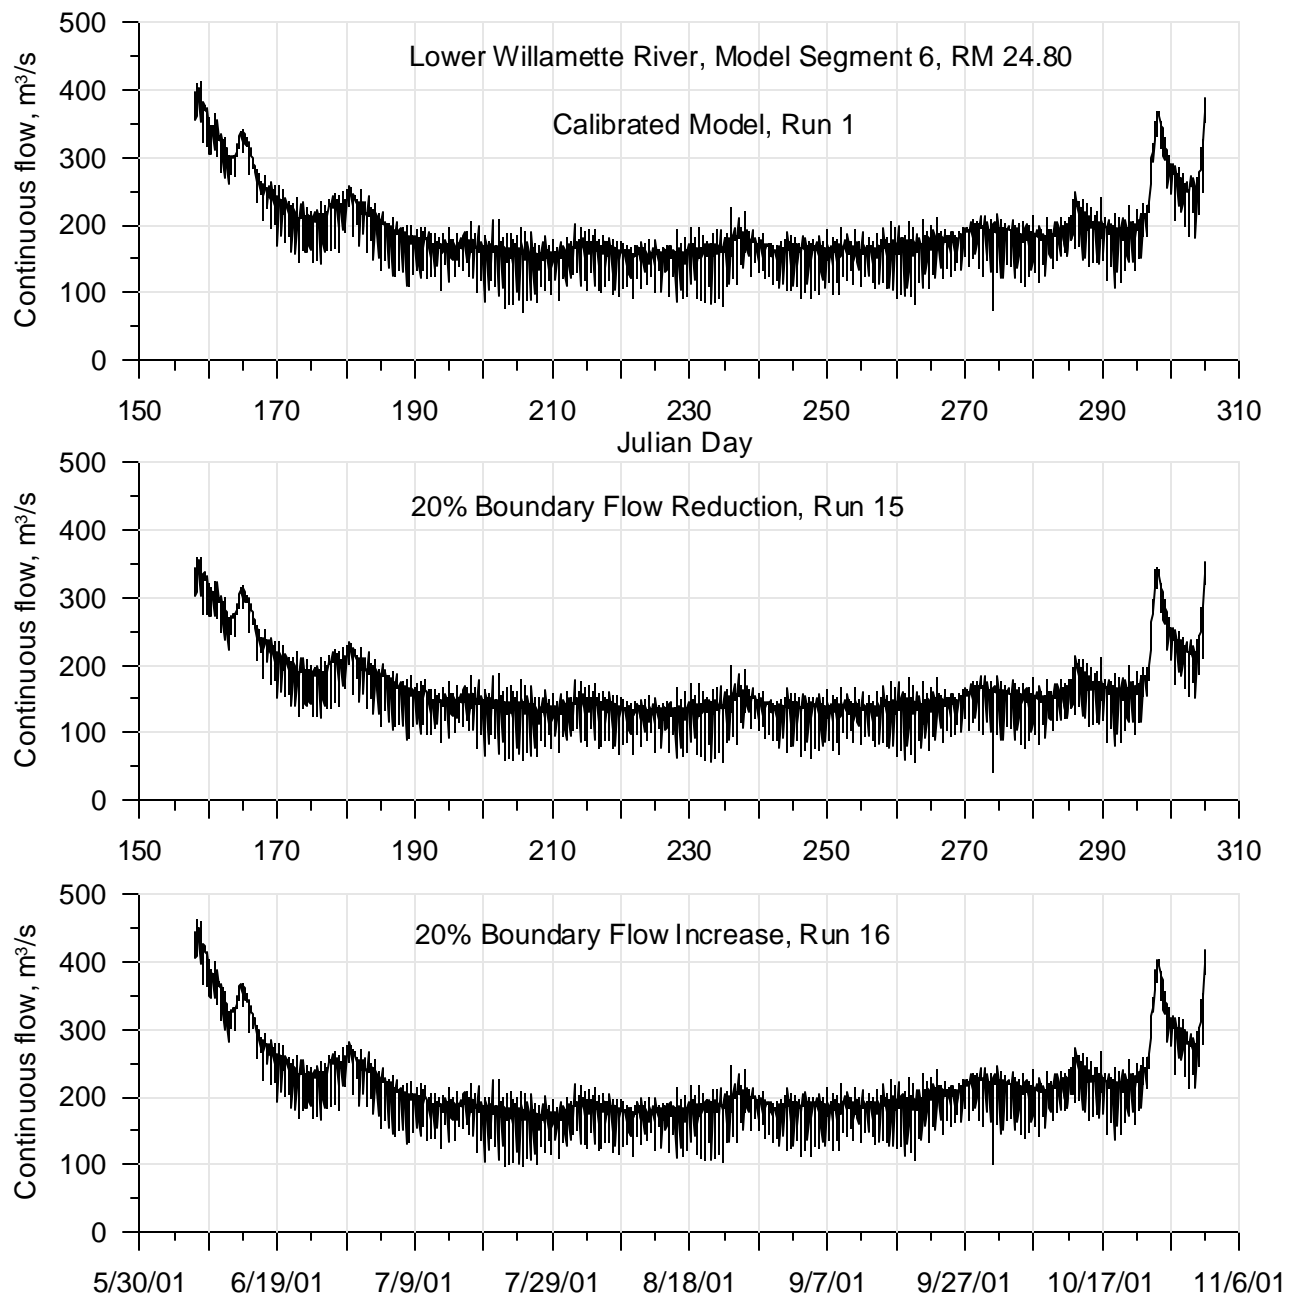 500
Lower Willamette River, Model Segment 6, RM 24.80
400
Calibrated Model, Run 1
300
200
100
0
Continuous flow, m³/s
150 170 190 210 230 250 270 290 310
Julian Day
500
20% Boundary Flow Reduction, Run 15
400
300
200
100
0
Continuous flow, m³/s
150 170 190 210 230 250 270 290 310
500
20% Boundary Flow Increase, Run 16
400
300
200
100
0
Continuous flow, m³/s
5/30/01 6/19/01 7/9/01 7/29/01 8/18/01 9/7/01 9/27/01 10/17/01 11/6/01